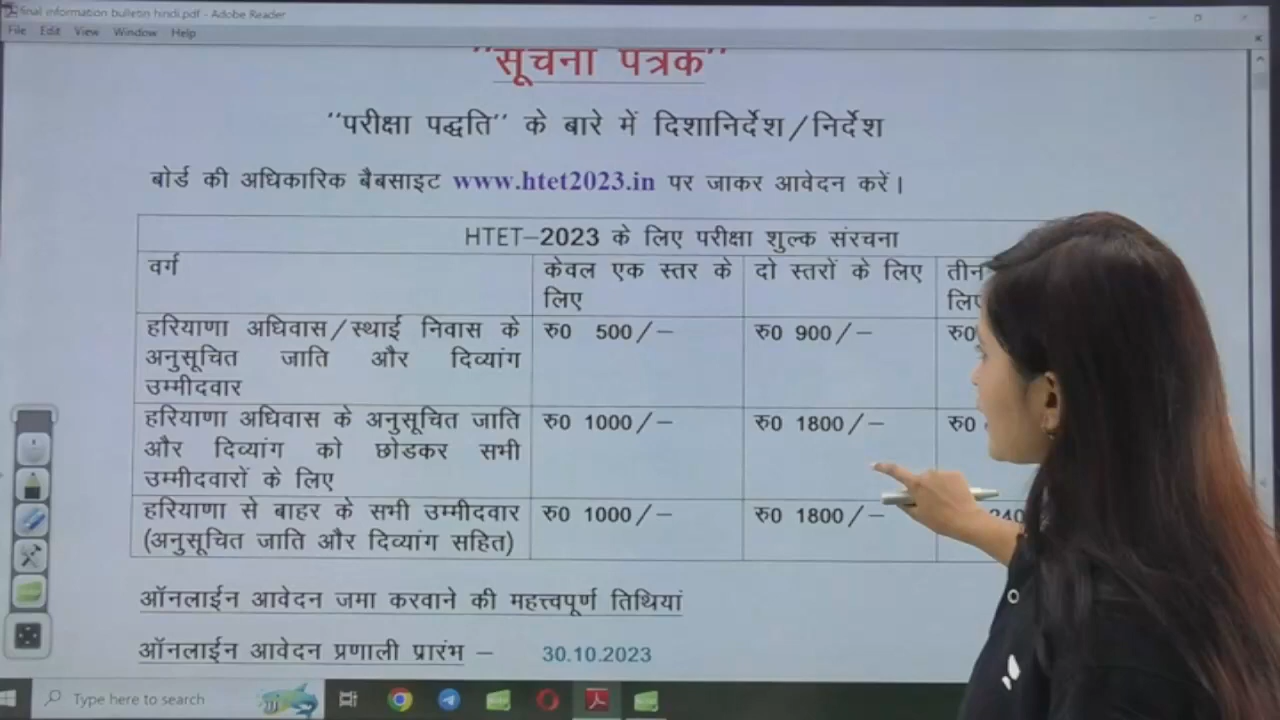 final information bulletin hindi.pdf - Adobe Reader
File Edit View Window Help
"सूचना पत्रक"
"परीक्षा पद्धति" के बारे में दिशानिर्देश/निर्देश
बोर्ड की अधिकारिक बैबसाइट www.htet2023.in पर जाकर आवेदन करें।
HTET-2023 के लिए परीक्षा शुल्क संरचना
वर्ग
केवल एक स्तर के लिए
दो स्तरों के लिए
तीन
हरियाणा अधिवास/स्थाई निवास के
अनुसूचित जाति और दिव्यांग
उम्मीदवार
रु0 500/-
रु0 900/-
रु0
हरियाणा अधिवास के अनुसूचित जाति
और दिव्यांग को छोडकर सभी
उम्मीदवारों के लिए
रु0 1000/-
रु0 1800/-
रु0
हरियाणा से बाहर के सभी उम्मीदवार
(अनुसूचित जाति और दिव्यांग सहित)
रु0 1000/-
रु0 1800/-
ऑनलाईन आवेदन जमा करवाने की महत्त्वपूर्ण तिथियां
ऑनलाईन आवेदन प्रणाली प्रारंभ - 30.10.2023
Type here to search